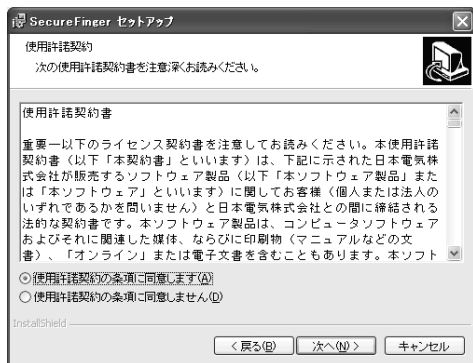 SecureFinger セットアップ
使用許諾契約
次の使用許諾契約書を注意深くお読みください。
使用許諾契約書
重要－以下のライセンス契約書を注意してお読みください。本使用許諾
契約書（以下「本契約書」といいます）は、下記に示された日本電気株
式会社が販売するソフトウェア製品（以下「本ソフトウェア製品」また
は「本ソフトウェア」といいます）に関してお客様（個人または法人の
いずれであるかを問いません）と日本電気株式会社との間に締結される
法的な契約書です。本ソフトウェア製品は、コンピュータソフトウェア
およびそれに関連した媒体、ならびに印刷物（マニュアルなどの文
書）、「オンライン」または電子文書を含むこともあります。本ソフト
使用許諾契約の条項に同意します(A)
使用許諾契約の条項に同意しません(D)
InstallShield
< 戻る(B)
次へ(N) >
キャンセル